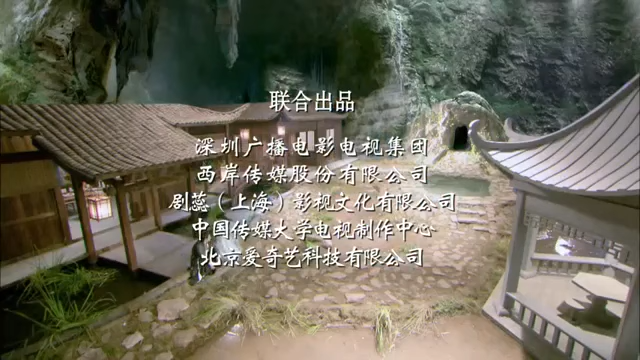 联合出品
深圳广播电影电视集团
西岸传媒股份有限公司
剧蕊（上海）影视文化有限公司
中国传媒大学电视制作中心
北京爱奇艺科技有限公司